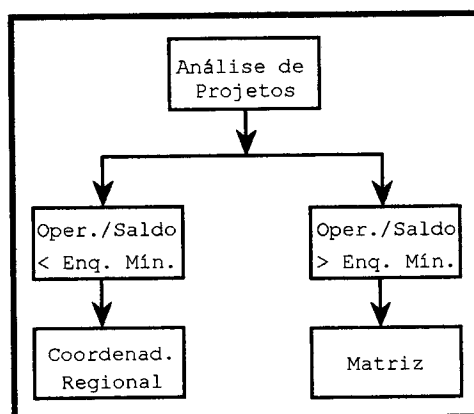 Análise de
Projetos
Oper./Saldo
< Enq. Mín.
Oper./Saldo
> Enq. Mín.
Coordenad.
Regional
Matriz